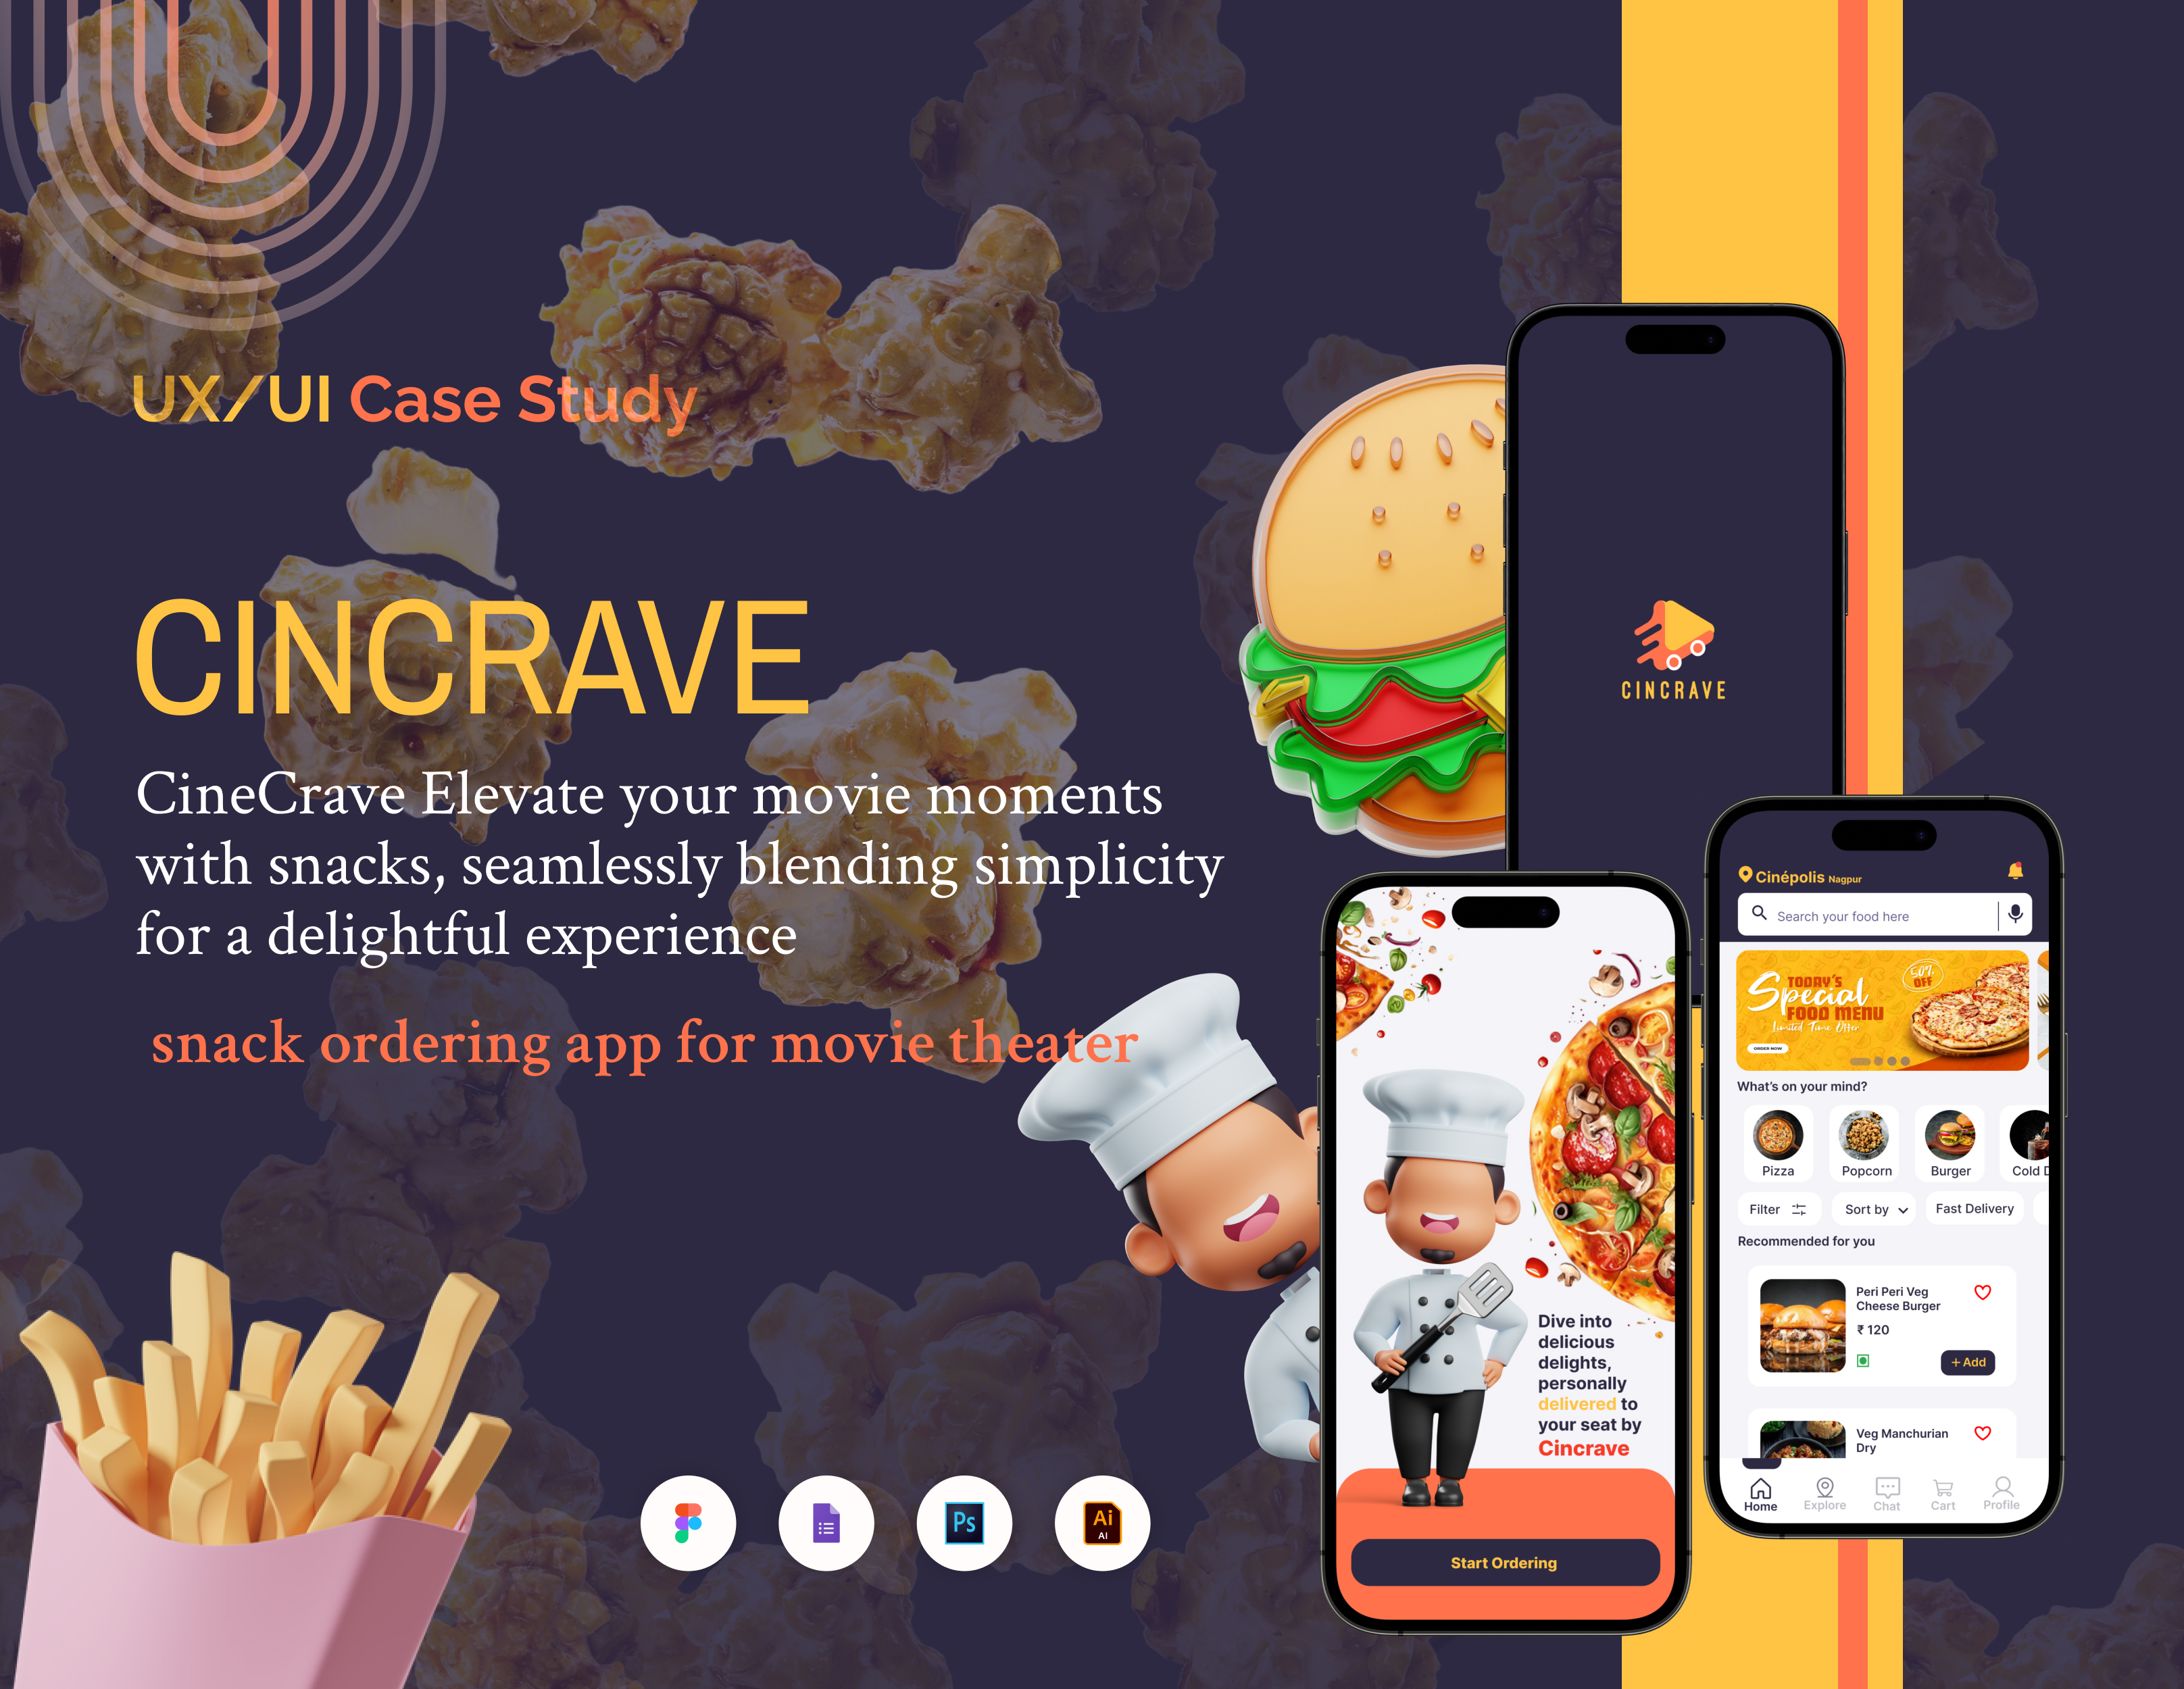 UX/UI Case Study
CINCRAVE
CineCrave Elevate your movie moments
with snacks, seamlessly blending simplicity
for a delightful experience
snack ordering app for movie theater
Ps
Ai
AI
CINCRAVE
Dive into
delicious
delights,
personally
delivered to
your seat by
Cincrave
Start Ordering
Cinépolis Nagpur
Search your food here
TODAY'S
Special
FOOD MENU
Limited Time Offer
50%
OFF
ORDER NOW
What's on your mind?
Pizza Popcorn Burger Cold D
Filter Sort by Fast Delivery
Recommended for you
Peri Peri Veg
Cheese Burger
₹ 120
+ Add
Veg Manchurian
Dry
Home Explore Chat Cart Profile